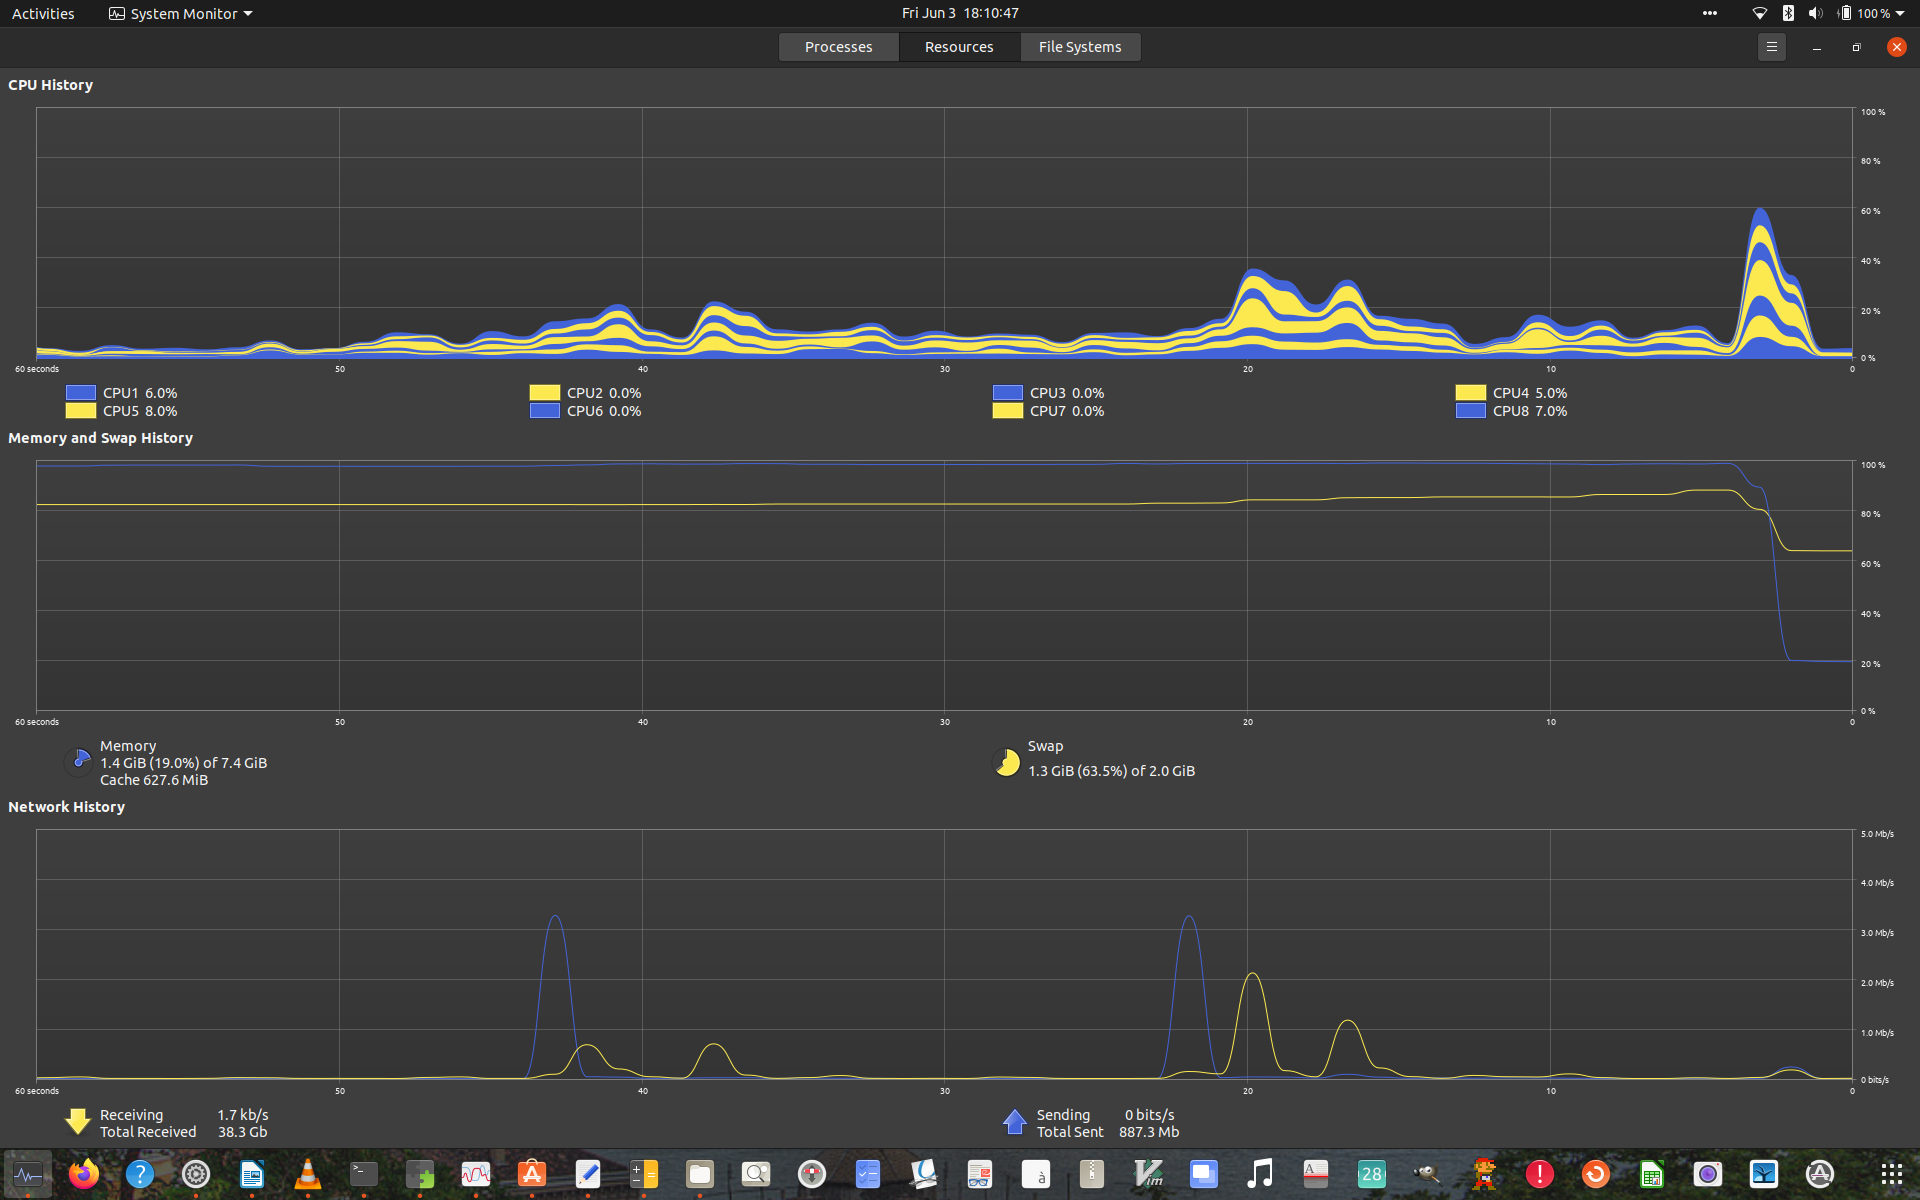 Activities
System Monitor
Fri Jun 3 18:10:47
100 %
Processes
Resources
File Systems
CPU History
100 %
80 %
60 %
40 %
20 %
0 %
60 seconds 50 40 30 20 10 0
CPU1 6.0% CPU2 0.0% CPU3 0.0% CPU4 5.0%
CPU5 8.0% CPU6 0.0% CPU7 0.0% CPU8 7.0%
Memory and Swap History
100 %
80 %
60 %
40 %
20 %
0 %
60 seconds 50 40 30 20 10 0
Memory
1.4 GiB (19.0%) of 7.4 GiB
Cache 627.6 MiB
Swap
1.3 GiB (63.5%) of 2.0 GiB
Network History
5.0 Mb/s
4.0 Mb/s
3.0 Mb/s
2.0 Mb/s
1.0 Mb/s
0 bits/s
60 seconds 50 40 30 20 10 0
Receiving 1.7 kb/s
Total Received 38.3 Gb
Sending 0 bits/s
Total Sent 887.3 Mb
?
>_
à
Vim
A
28
!